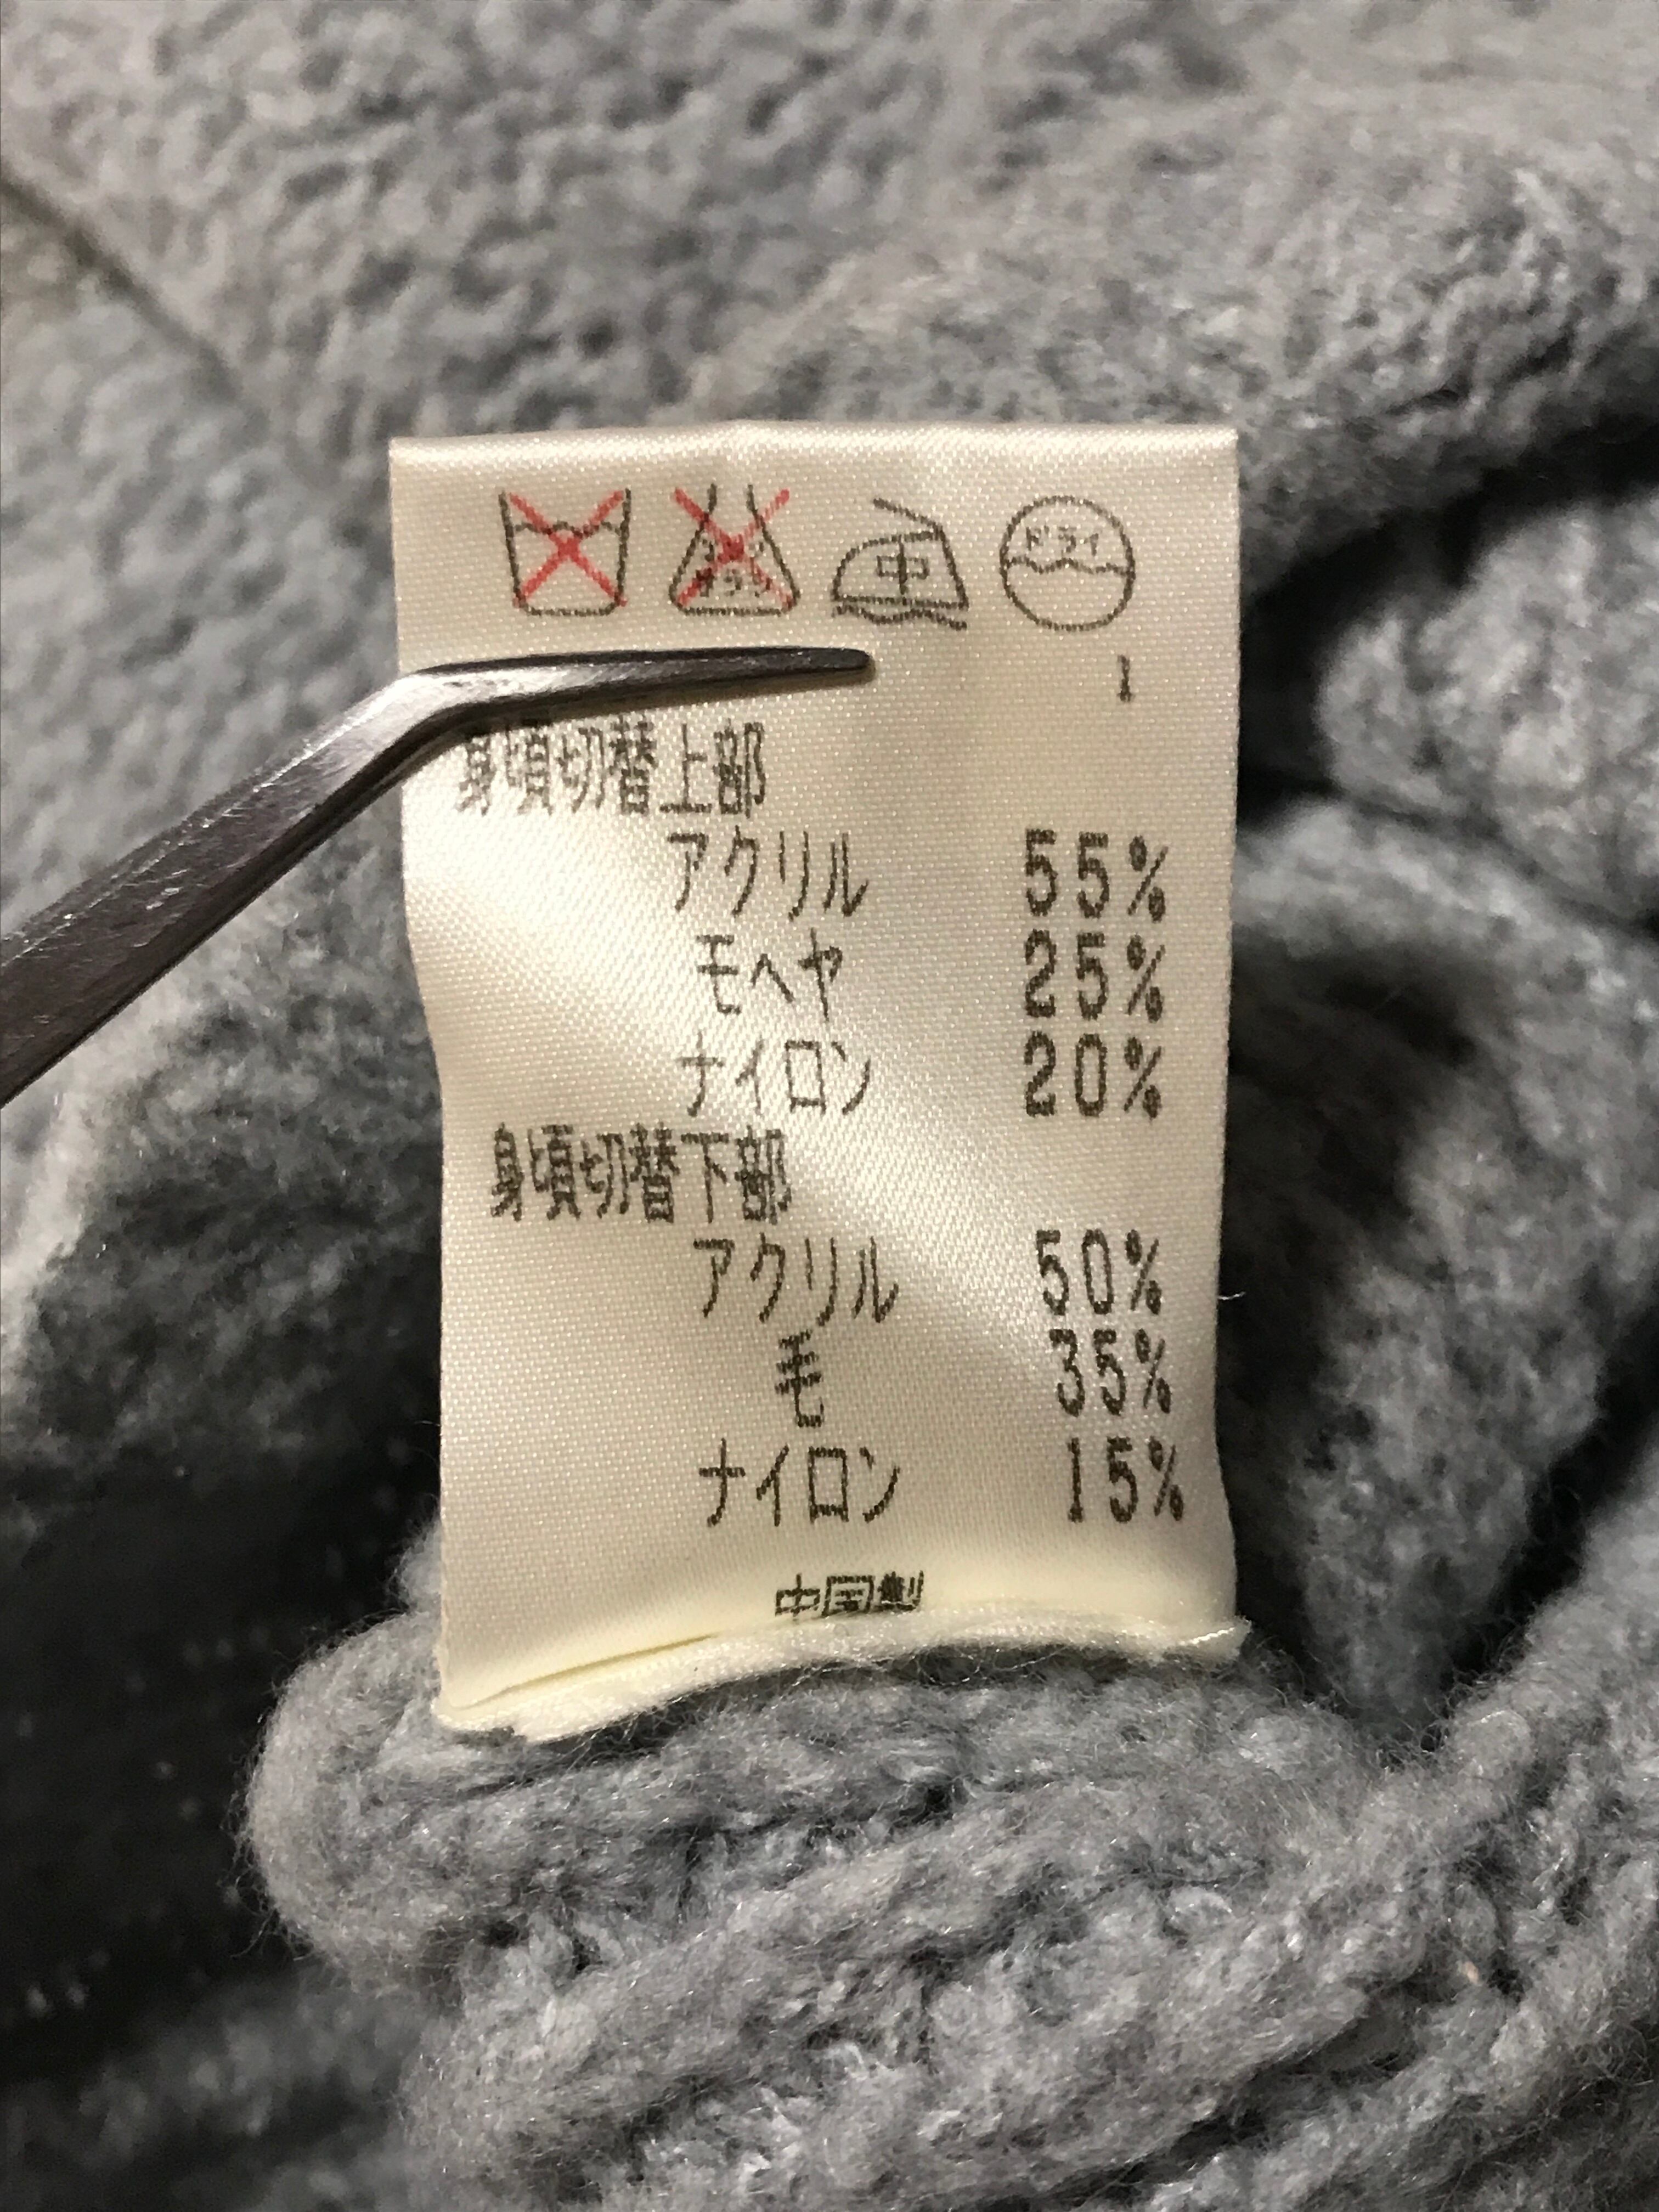 中 ドライ
1
身頃切替上部
アクリル 55%
モヘヤ 25%
ナイロン 20%
身頃切替下部
アクリル 50%
毛 35%
ナイロン 15%
中国製